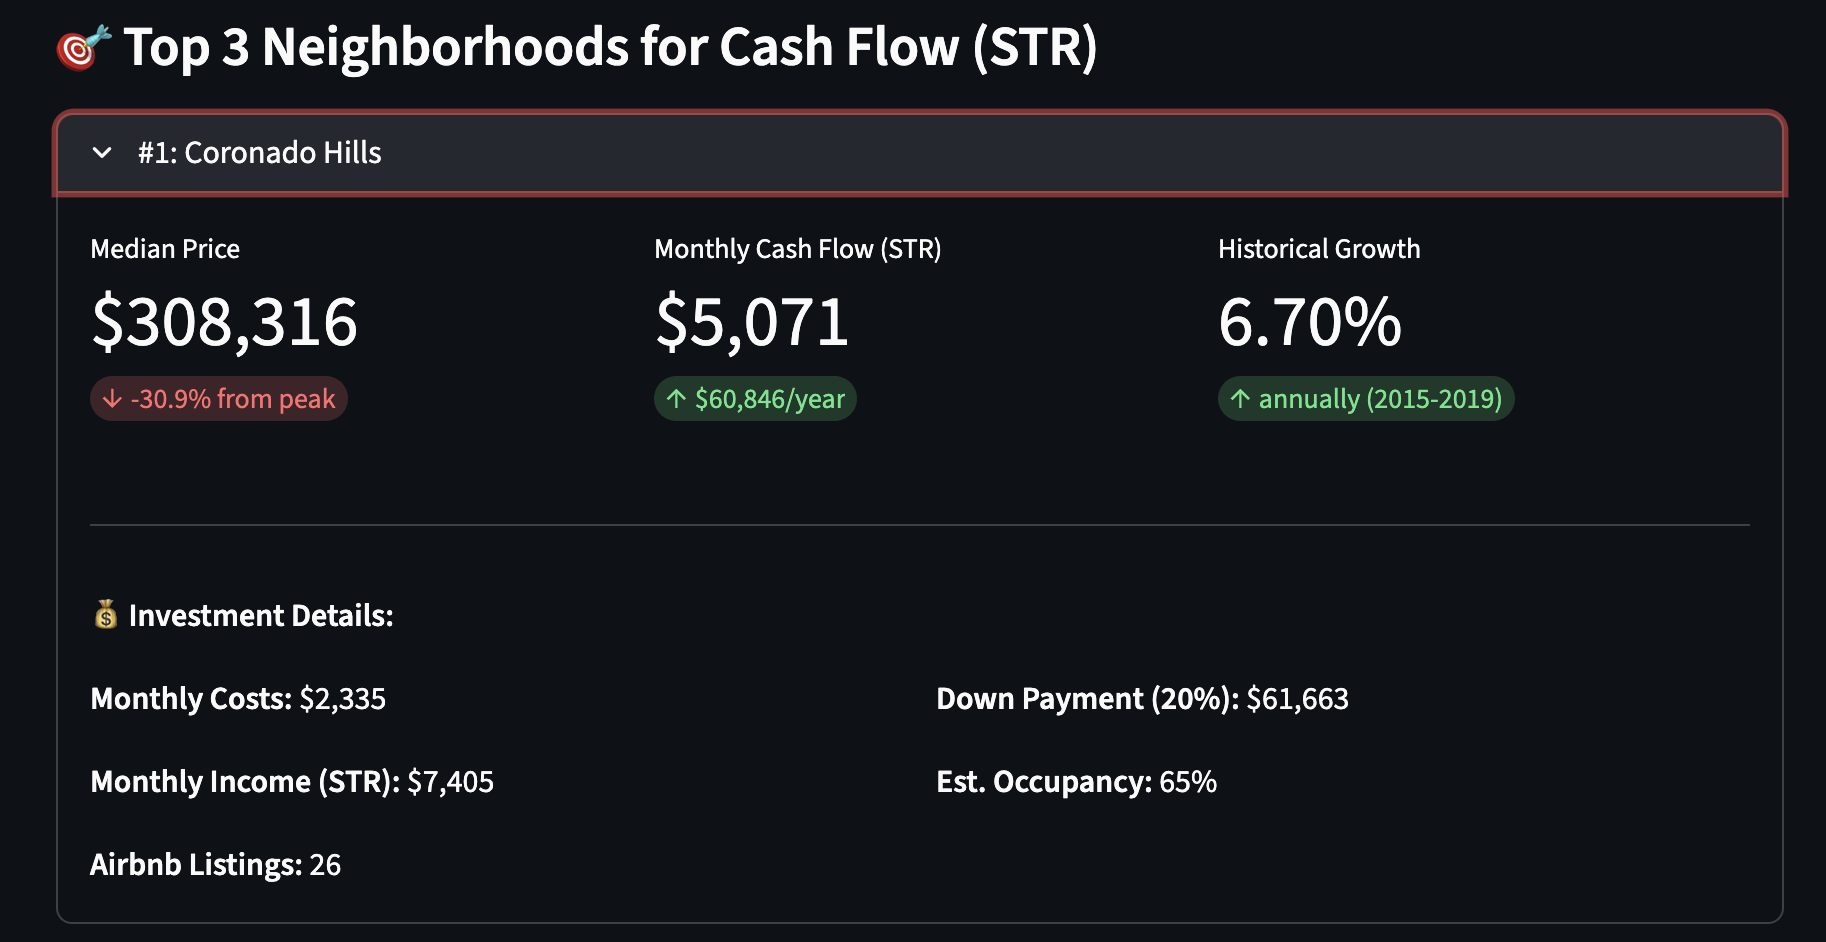 🎯 Top 3 Neighborhoods for Cash Flow (STR)
#1: Coronado Hills
Median Price
$308,316
↓ -30.9% from peak
Monthly Cash Flow (STR)
$5,071
↑ $60,846/year
Historical Growth
6.70%
↑ annually (2015-2019)
💰 Investment Details:
Monthly Costs: $2,335
Monthly Income (STR): $7,405
Airbnb Listings: 26
Down Payment (20%): $61,663
Est. Occupancy: 65%